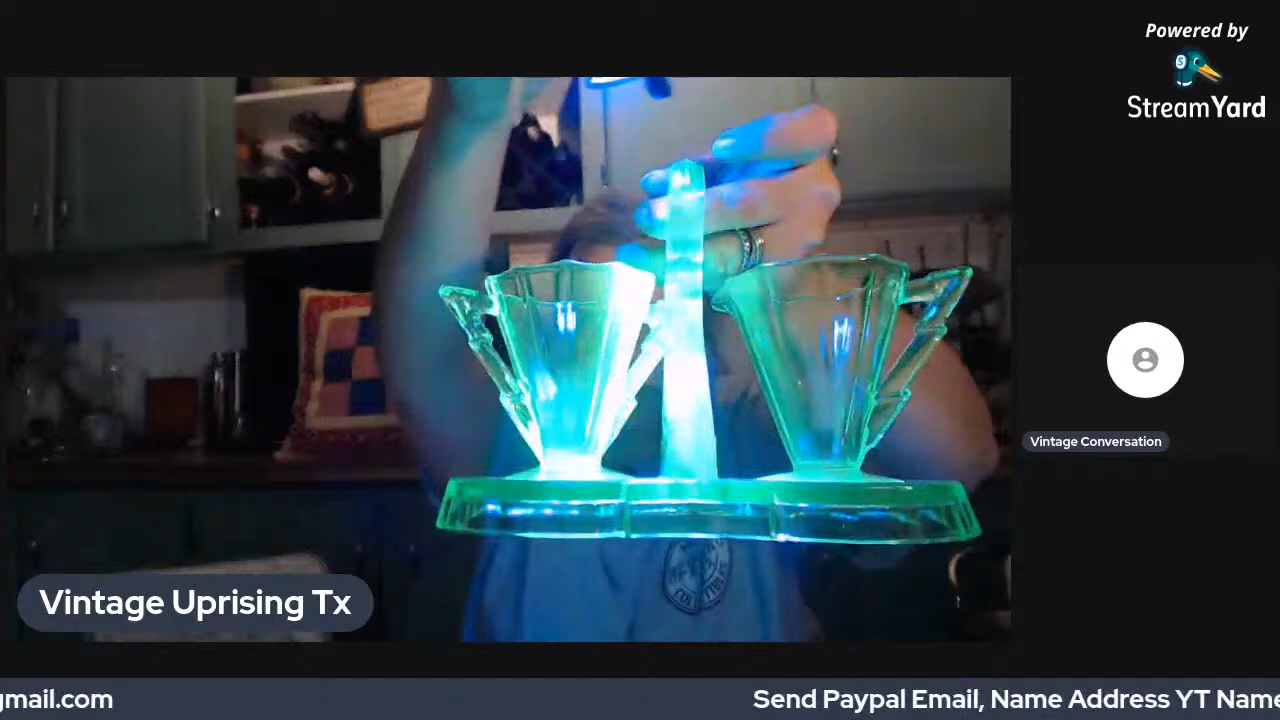 Powered by
StreamYard
Vintage Conversation
Vintage Uprising Tx
gmail.com
Send Paypal Email, Name Address YT Name